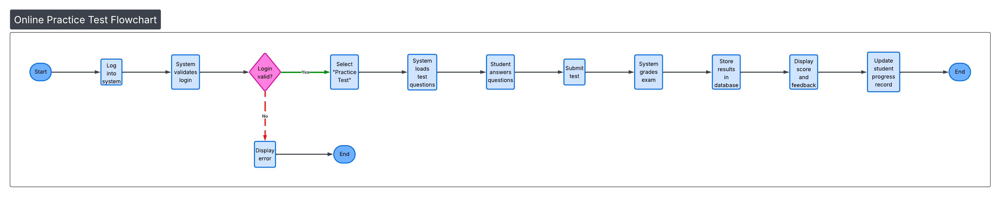 Online Practice Test Flowchart
Start
Log
into
system
System
validates
login
Login
valid?
Yes
Select
"Practice
Test"
System
loads
test
questions
Student
answers
questions
Submit
test
System
grades
exam
Store
results
in
database
Display
score
and
feedback
Update
student
progress
record
End
No
Display
error
End